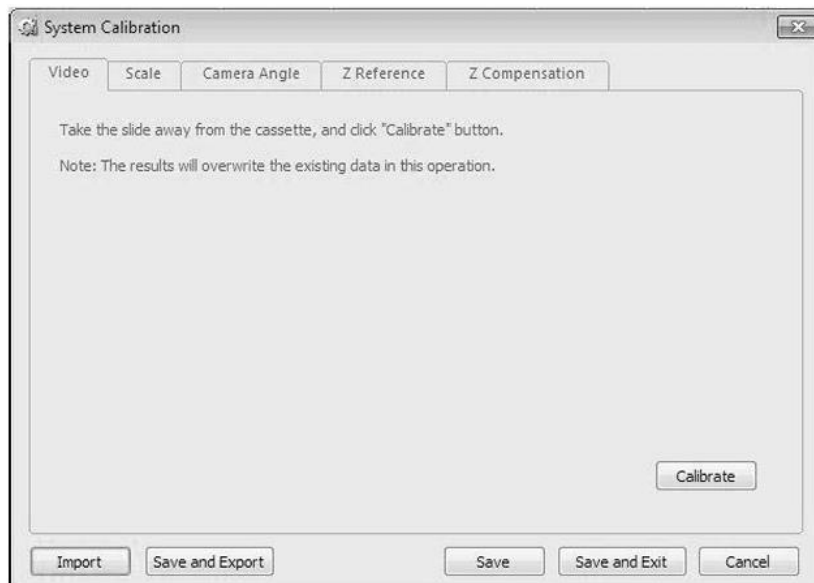 System Calibration
Video Scale Camera Angle Z Reference Z Compensation
Take the slide away from the cassette, and click "Calibrate" button.
Note: The results will overwrite the existing data in this operation.
Calibrate
Import Save and Export Save Save and Exit Cancel